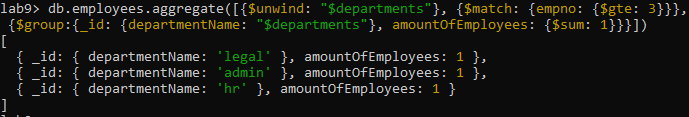 lab9> db.employees.aggregate([{$unwind: "$departments"}, {$match: {empno: {$gte: 3}}},
{$group:{_id: {departmentName: "$departments"}, amountOfEmployees: {$sum: 1}}}])
[
{ _id: { departmentName: 'legal' }, amountOfEmployees: 1 },
{ _id: { departmentName: 'admin' }, amountOfEmployees: 1 },
{ _id: { departmentName: 'hr' }, amountOfEmployees: 1 }
]